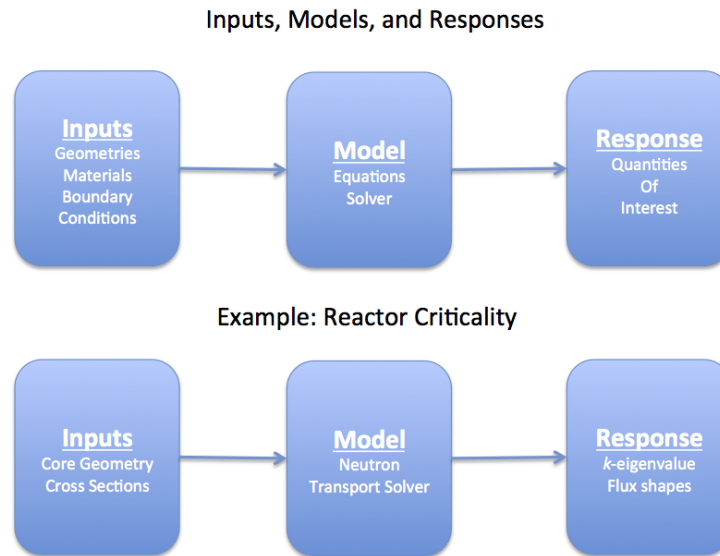 Inputs, Models, and Responses
Inputs
Geometries
Materials
Boundary
Conditions
Model
Equations
Solver
Response
Quantities
Of
Interest
Example: Reactor Criticality
Inputs
Core Geometry
Cross Sections
Model
Neutron
Transport Solver
Response
k-eigenvalue
Flux shapes